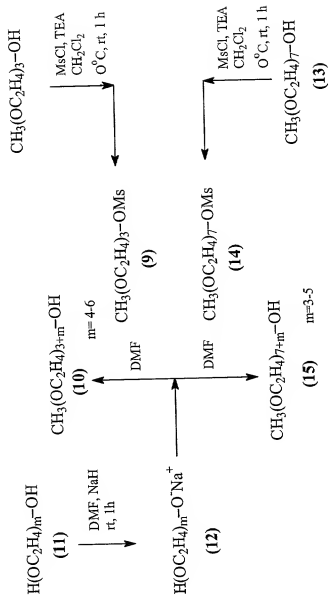 H(OC2H4)m–OH
(11)
DMF, NaH
rt, 1h
H(OC2H4)m–O⁻Na⁺
(12)
CH3(OC2H4)3+m–OH
(10)
m= 4-6
DMF
DMF
CH3(OC2H4)7+m–OH
(15)
m=3-5
CH3(OC2H4)3–OMs
(9)
CH3(OC2H4)7–OMs
(14)
CH3(OC2H4)3–OH
MsCl, TEA
CH2Cl2
O°C, rt, 1 h
MsCl, TEA
CH2Cl2
O°C, rt, 1 h
CH3(OC2H4)7–OH
(13)